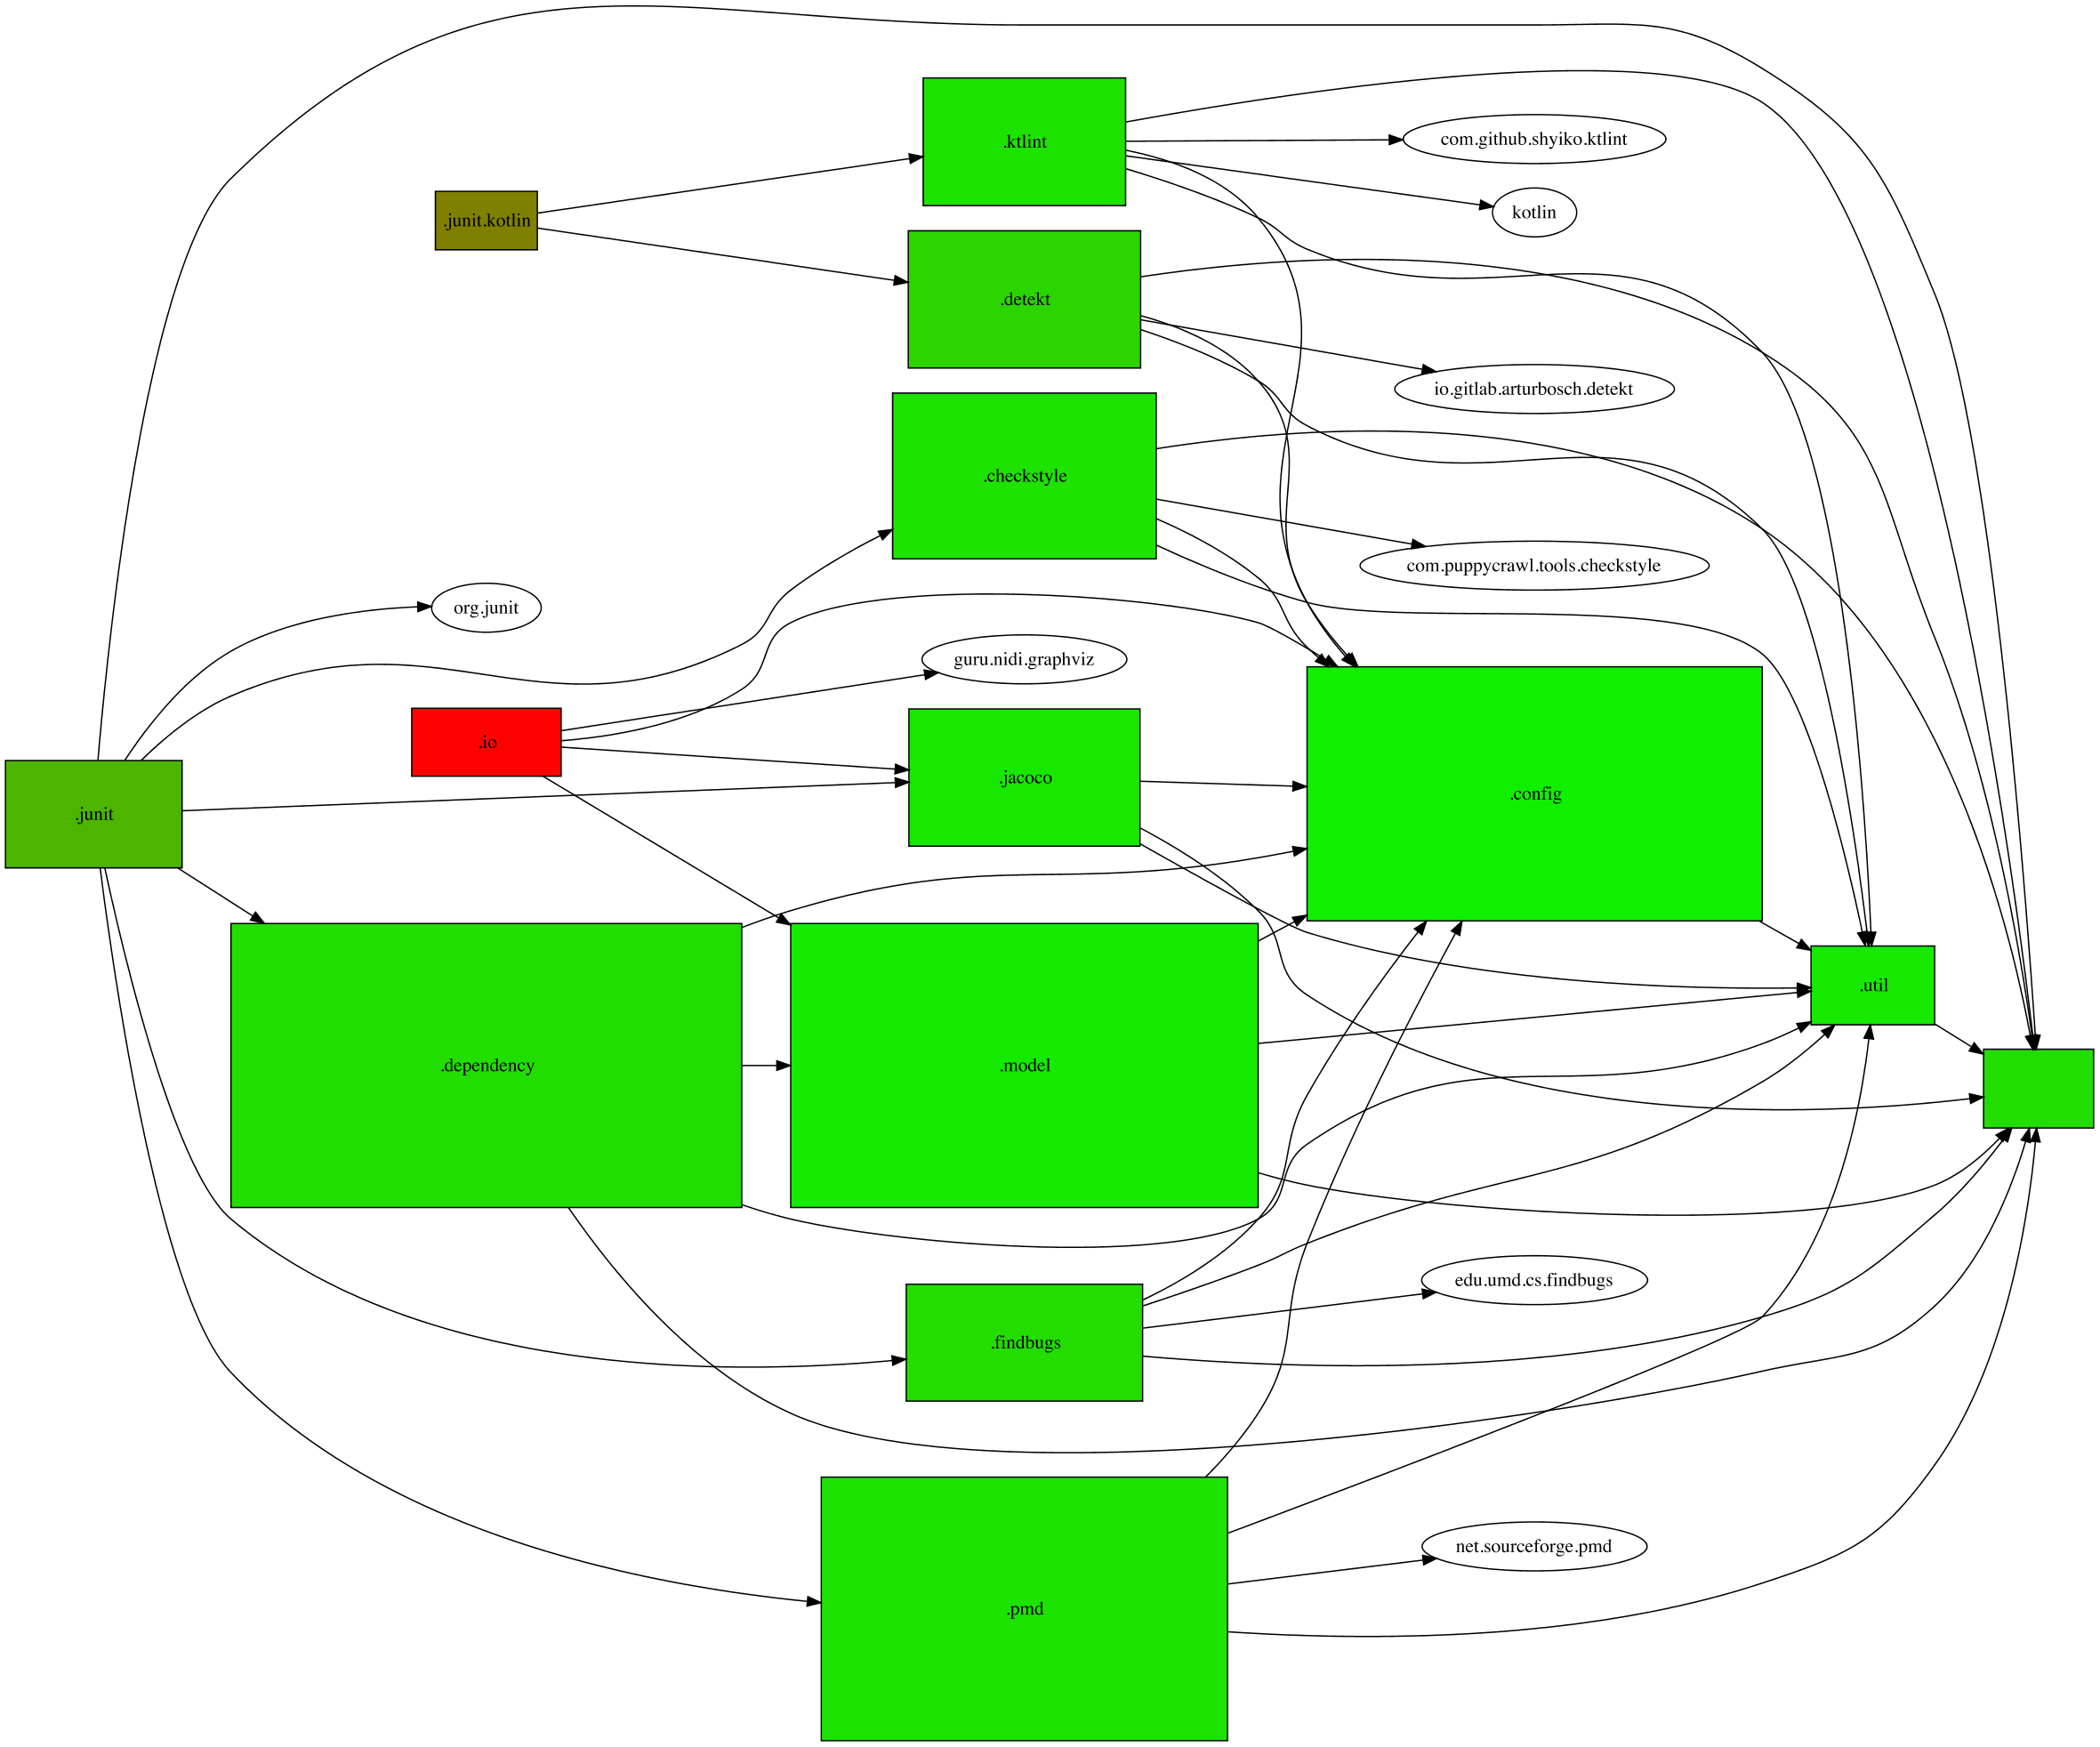 .ktlint
com.github.shyiko.ktlint
kotlin
.junit.kotlin
.detekt
io.gitlab.arturbosch.detekt
.checkstyle
com.puppycrawl.tools.checkstyle
org.junit
guru.nidi.graphviz
.io
.jacoco
.config
.junit
.util
.dependency
.model
edu.umd.cs.findbugs
.findbugs
net.sourceforge.pmd
.pmd